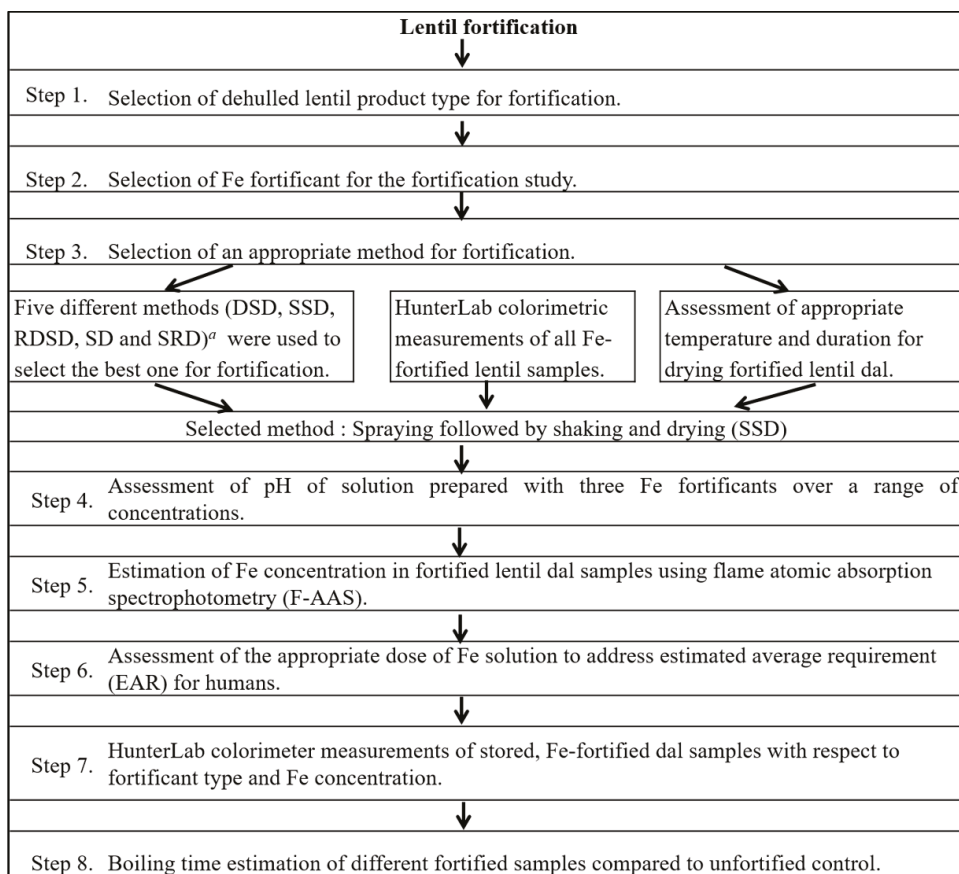 Lentil fortification
Step 1. Selection of dehulled lentil product type for fortification.
Step 2. Selection of Fe fortificant for the fortification study.
Step 3. Selection of an appropriate method for fortification.
Five different methods (DSD, SSD,
RDSD, SD and SRD)a were used to
select the best one for fortification.
HunterLab colorimetric
measurements of all Fe-
fortified lentil samples.
Assessment of appropriate
temperature and duration for
drying fortified lentil dal.
Selected method : Spraying followed by shaking and drying (SSD)
Step 4. Assessment of pH of solution prepared with three Fe fortificants over a range of
concentrations.
Step 5. Estimation of Fe concentration in fortified lentil dal samples using flame atomic absorption
spectrophotometry (F-AAS).
Step 6. Assessment of the appropriate dose of Fe solution to address estimated average requirement
(EAR) for humans.
Step 7. HunterLab colorimeter measurements of stored, Fe-fortified dal samples with respect to
fortificant type and Fe concentration.
Step 8. Boiling time estimation of different fortified samples compared to unfortified control.